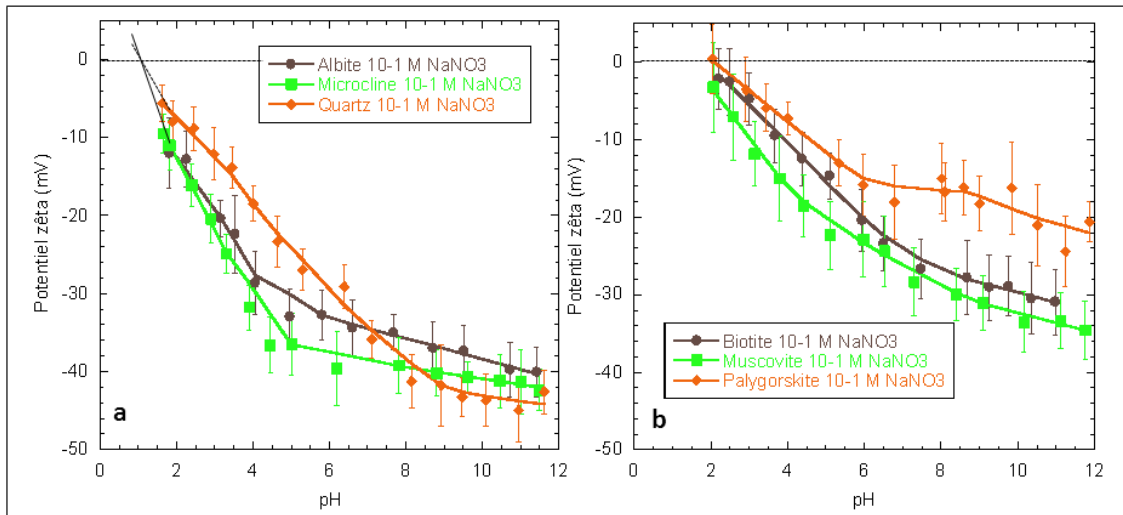 0
-10
-20
-30
-40
-50
Potentiel zêta (mV)
Albite 10-1 M NaNO3
Microcline 10-1 M NaNO3
Quartz 10-1 M NaNO3
a
0 2 4 6 8 10 12
pH
0
-10
-20
-30
-40
-50
Potentiel zêta (mV)
Biotite 10-1 M NaNO3
Muscovite 10-1 M NaNO3
Palygorskite 10-1 M NaNO3
b
0 2 4 6 8 10 12
pH